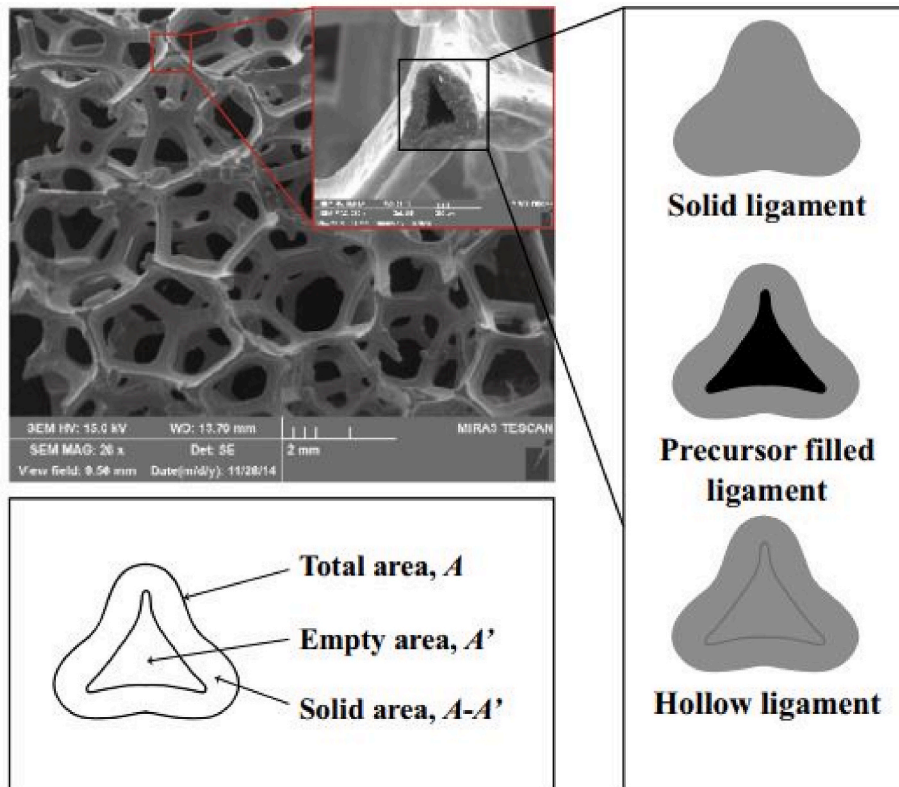 SEM HV: 15.0 kV
WD: 13.70 mm
MIRA3 TESCAN
SEM MAG: 20 x
Det: SE
2 mm
View field: 9.50 mm
Date(m/d/y): 11/28/14
Solid ligament
Precursor filled
ligament
Hollow ligament
Total area, A
Empty area, A'
Solid area, A-A'